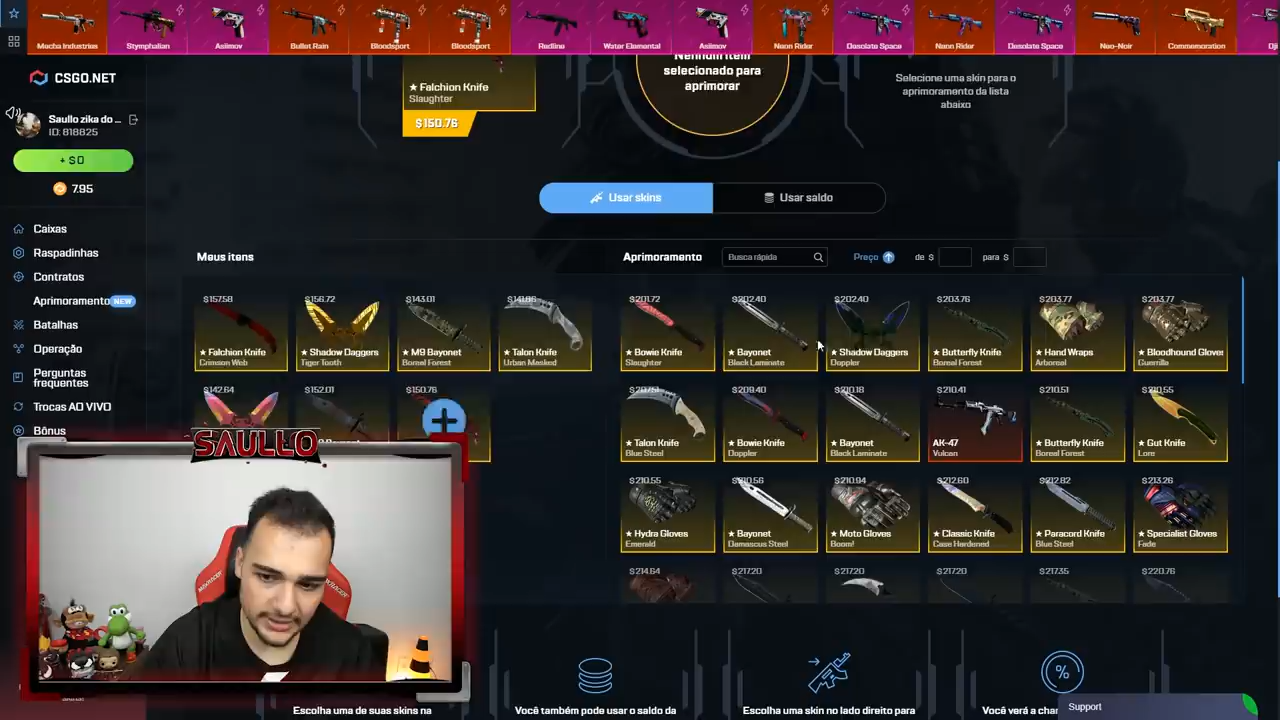 Mecha Industries Stymphalian Asiimov Bullet Rain Bloodsport Bloodsport Redline Water Elemental Asiimov Neon Rider Desolate Space Neon Rider Desolate Space Neo-Noir Commemoration
CSGO.NET
Saullo zika do ...
ID: 818825
+ $0
7.95
Caixas
Raspadinhas
Contratos
Aprimoramento NEW
Batalhas
Operação
Perguntas
frequentes
Trocas AO VIVO
Bônus
★ Falchion Knife
Slaughter
$150.76
Nenhum item
selecionado para
aprimorar
Selecione uma skin para o
aprimoramento da lista
abaixo
Usar skins
Usar saldo
Meus itens
Aprimoramento
Busca rápida
Preço
de $
para $
$157.58 $156.72 $143.01 $141.86
★ Falchion Knife ★ Shadow Daggers ★ M9 Bayonet ★ Talon Knife
Crimson Web Tiger Tooth Boreal Forest Urban Masked
$142.64 $152.01 $150.76
$201.72 $202.40 $202.40 $203.76 $203.77 $203.77
★ Bowie Knife ★ Bayonet ★ Shadow Daggers ★ Butterfly Knife ★ Hand Wraps ★ Bloodhound Gloves
Slaughter Black Laminate Doppler Boreal Forest Arboreal Guerrilla
$207.51 $209.40 $210.18 $210.41 $210.51 $210.55
★ Talon Knife ★ Bowie Knife ★ Bayonet AK-47 ★ Butterfly Knife ★ Gut Knife
Blue Steel Doppler Black Laminate Vulcan Boreal Forest Lore
$210.55 $210.56 $210.94 $212.60 $212.82 $213.26
★ Hydra Gloves ★ Bayonet ★ Moto Gloves ★ Classic Knife ★ Paracord Knife ★ Specialist Gloves
Emerald Damascus Steel Boom! Case Hardened Blue Steel Fade
$214.64 $217.20 $217.20 $217.20 $217.35 $220.76
SAULLO
Escolha uma de suas skins na
Você também pode usar o saldo da
Escolha uma skin no lado direito para
Você verá a chan
Support